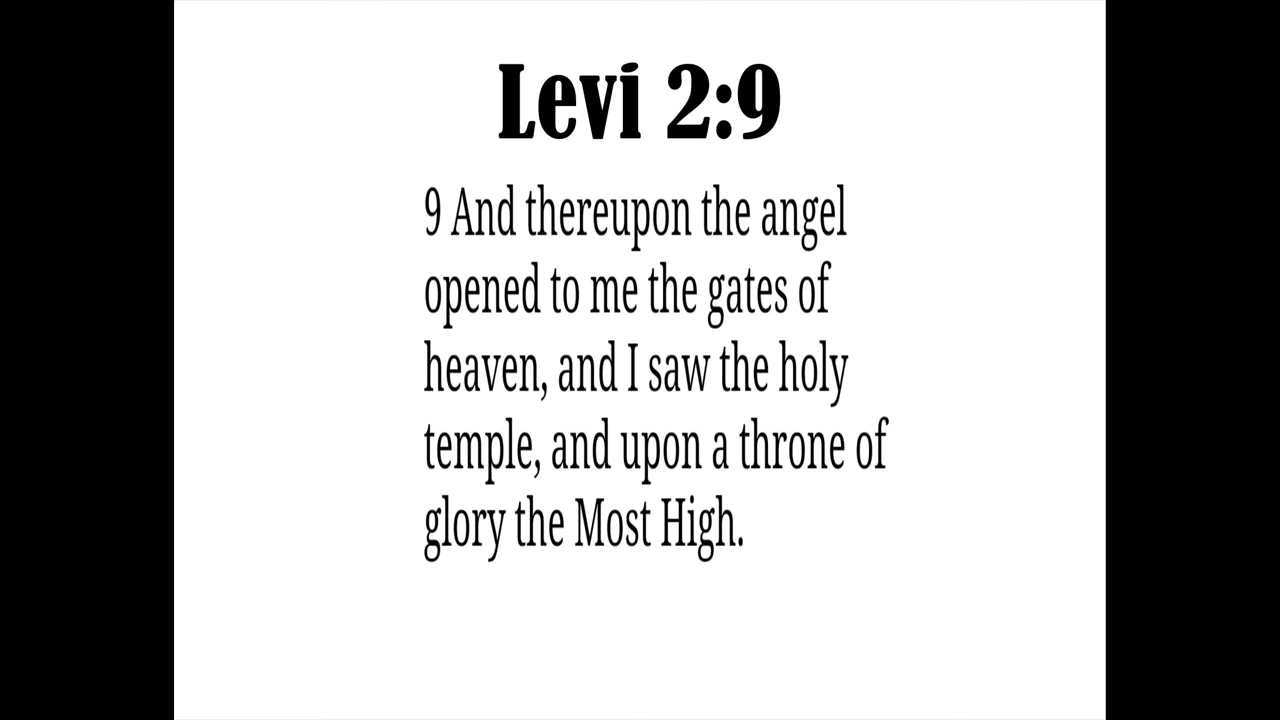 Levi 2:9
9 And thereupon the angel
opened to me the gates of
heaven, and I saw the holy
temple, and upon a throne of
glory the Most High.